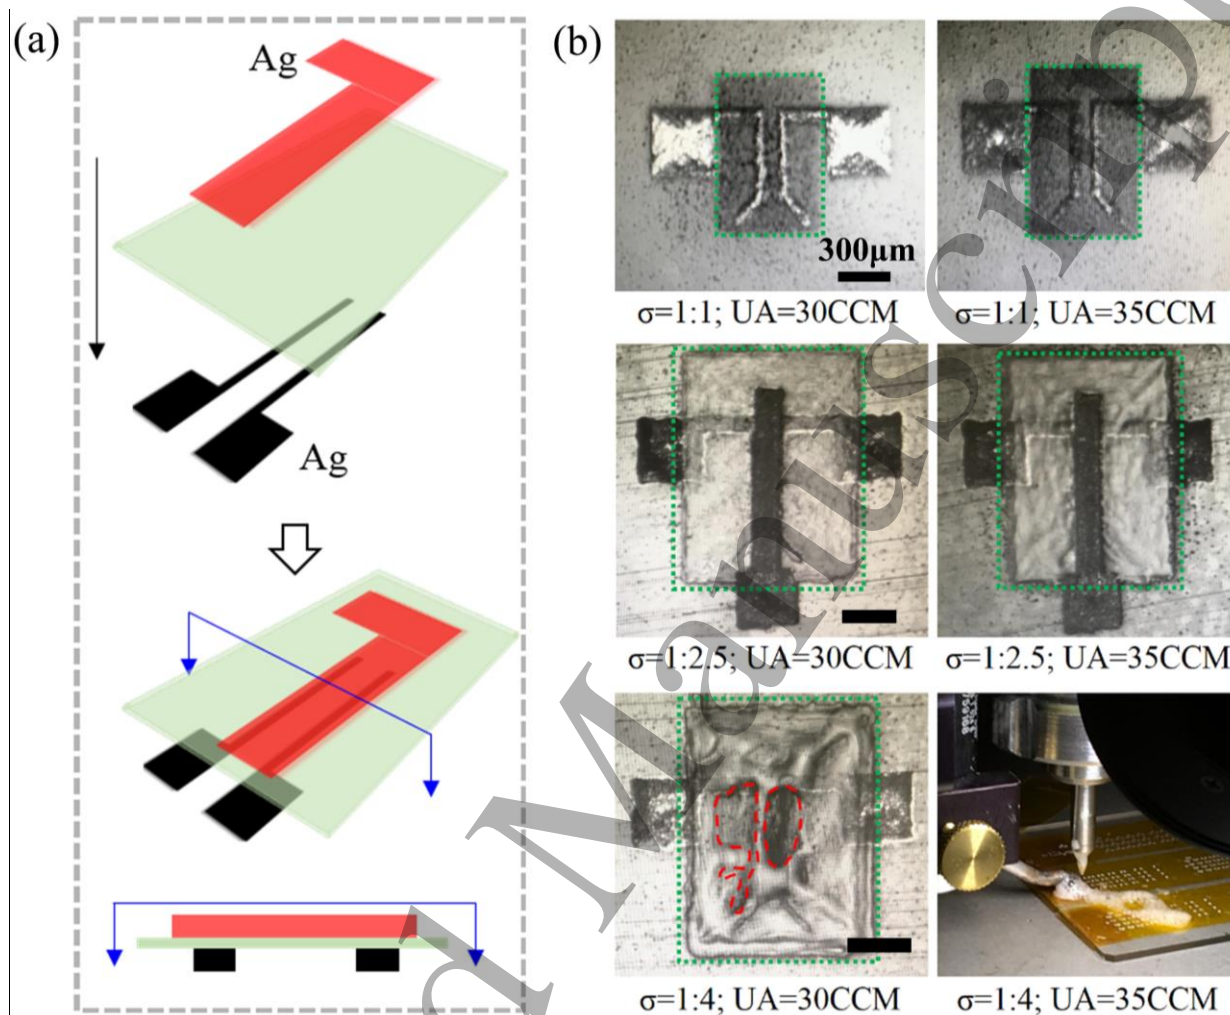 (a)
Ag
Ag
(b)
300μm
σ=1:1; UA=30CCM
σ=1:1; UA=35CCM
σ=1:2.5; UA=30CCM
σ=1:2.5; UA=35CCM
σ=1:4; UA=30CCM
σ=1:4; UA=35CCM